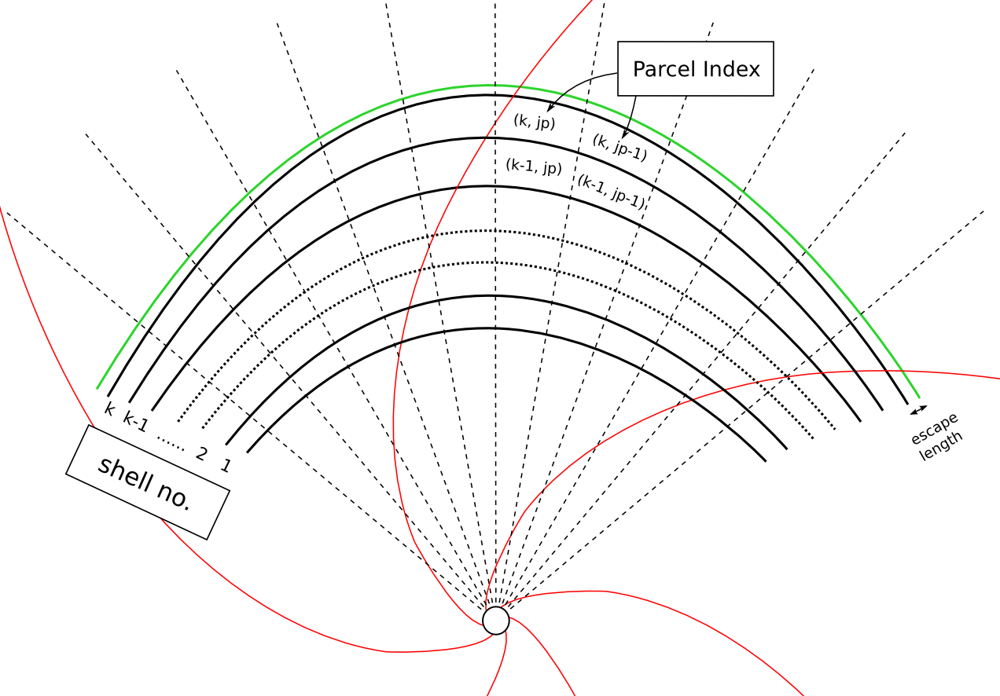 Parcel Index
(k, jp)
(k, jp-1)
(k-1, jp)
(k-1, jp-1)
k k-1 ...... 2 1
shell no.
escape
length